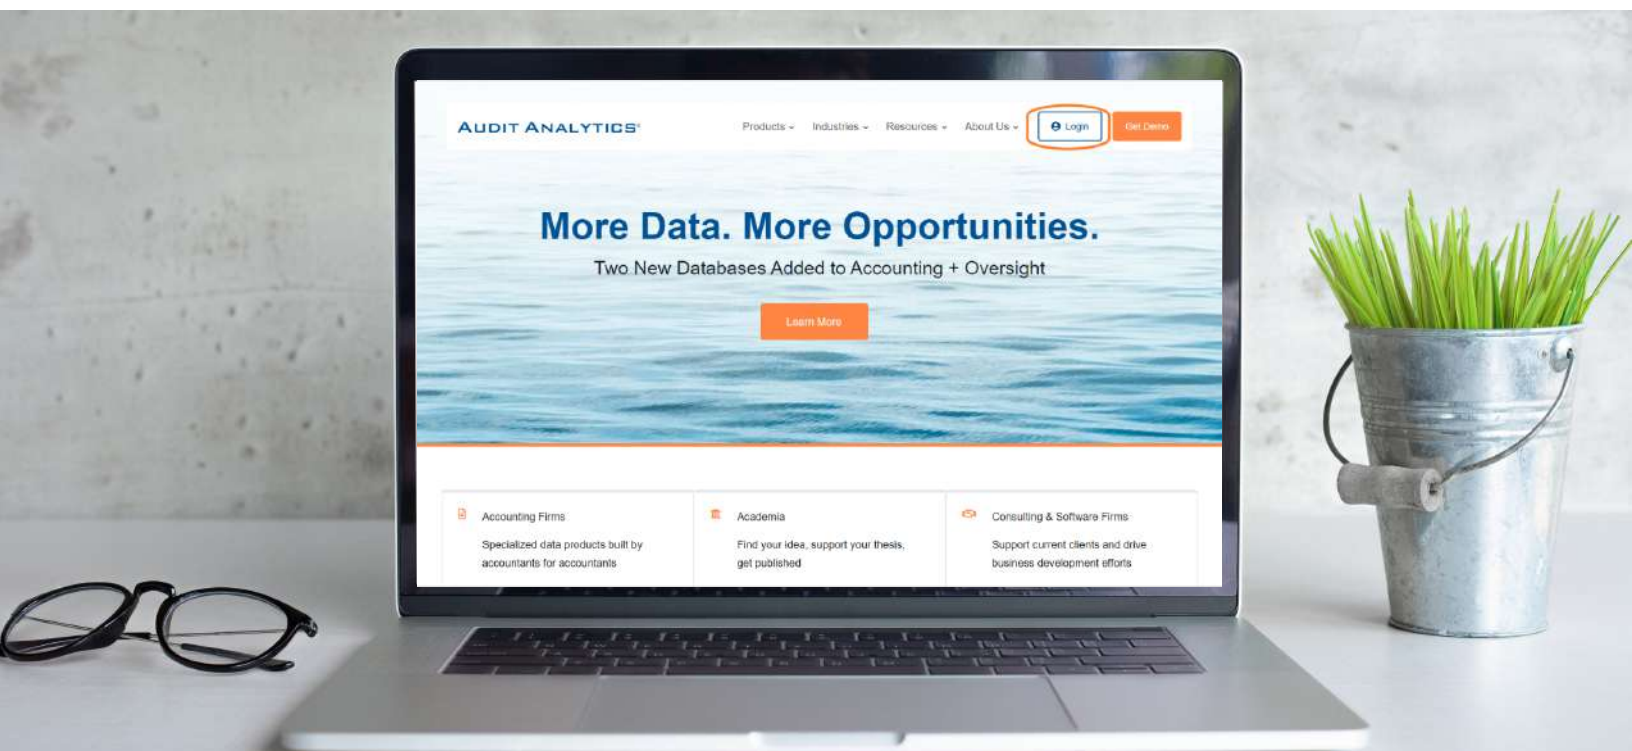 AUDIT ANALYTICS®
Products Industries Resources About Us Login Get Demo
More Data. More Opportunities.
Two New Databases Added to Accounting + Oversight
Learn More
Accounting Firms
Specialized data products built by
accountants for accountants
Academia
Find your idea, support your thesis,
get published
Consulting & Software Firms
Support current clients and drive
business development efforts